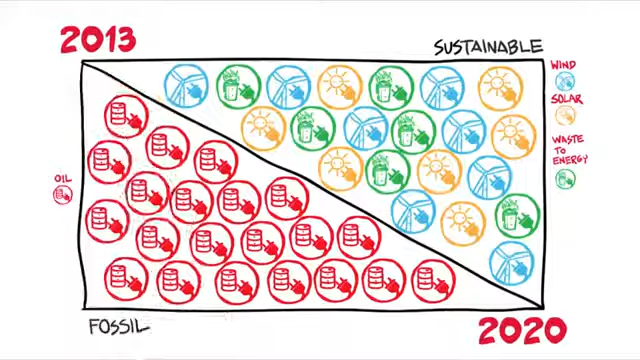 2013
SUSTAINABLE
WIND
SOLAR
WASTE
TO
ENERGY
OIL
FOSSIL
2020